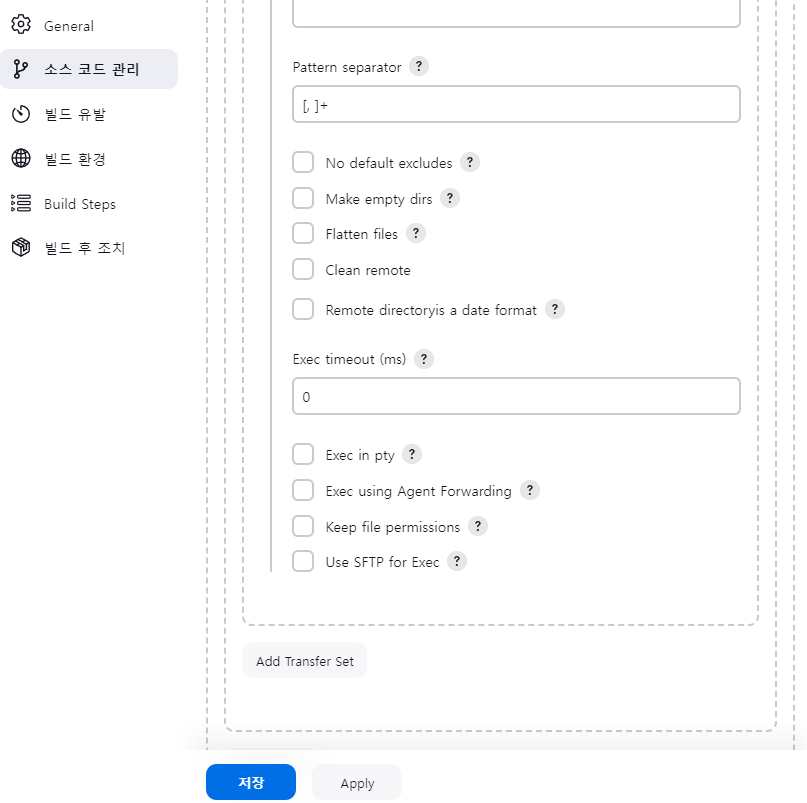 General
소스 코드 관리
빌드 유발
빌드 환경
Build Steps
빌드 후 조치
Pattern separator ?
[, ]+
No default excludes ?
Make empty dirs ?
Flatten files ?
Clean remote
Remote directoryis a date format ?
Exec timeout (ms) ?
0
Exec in pty ?
Exec using Agent Forwarding ?
Keep file permissions ?
Use SFTP for Exec ?
Add Transfer Set
저장
Apply